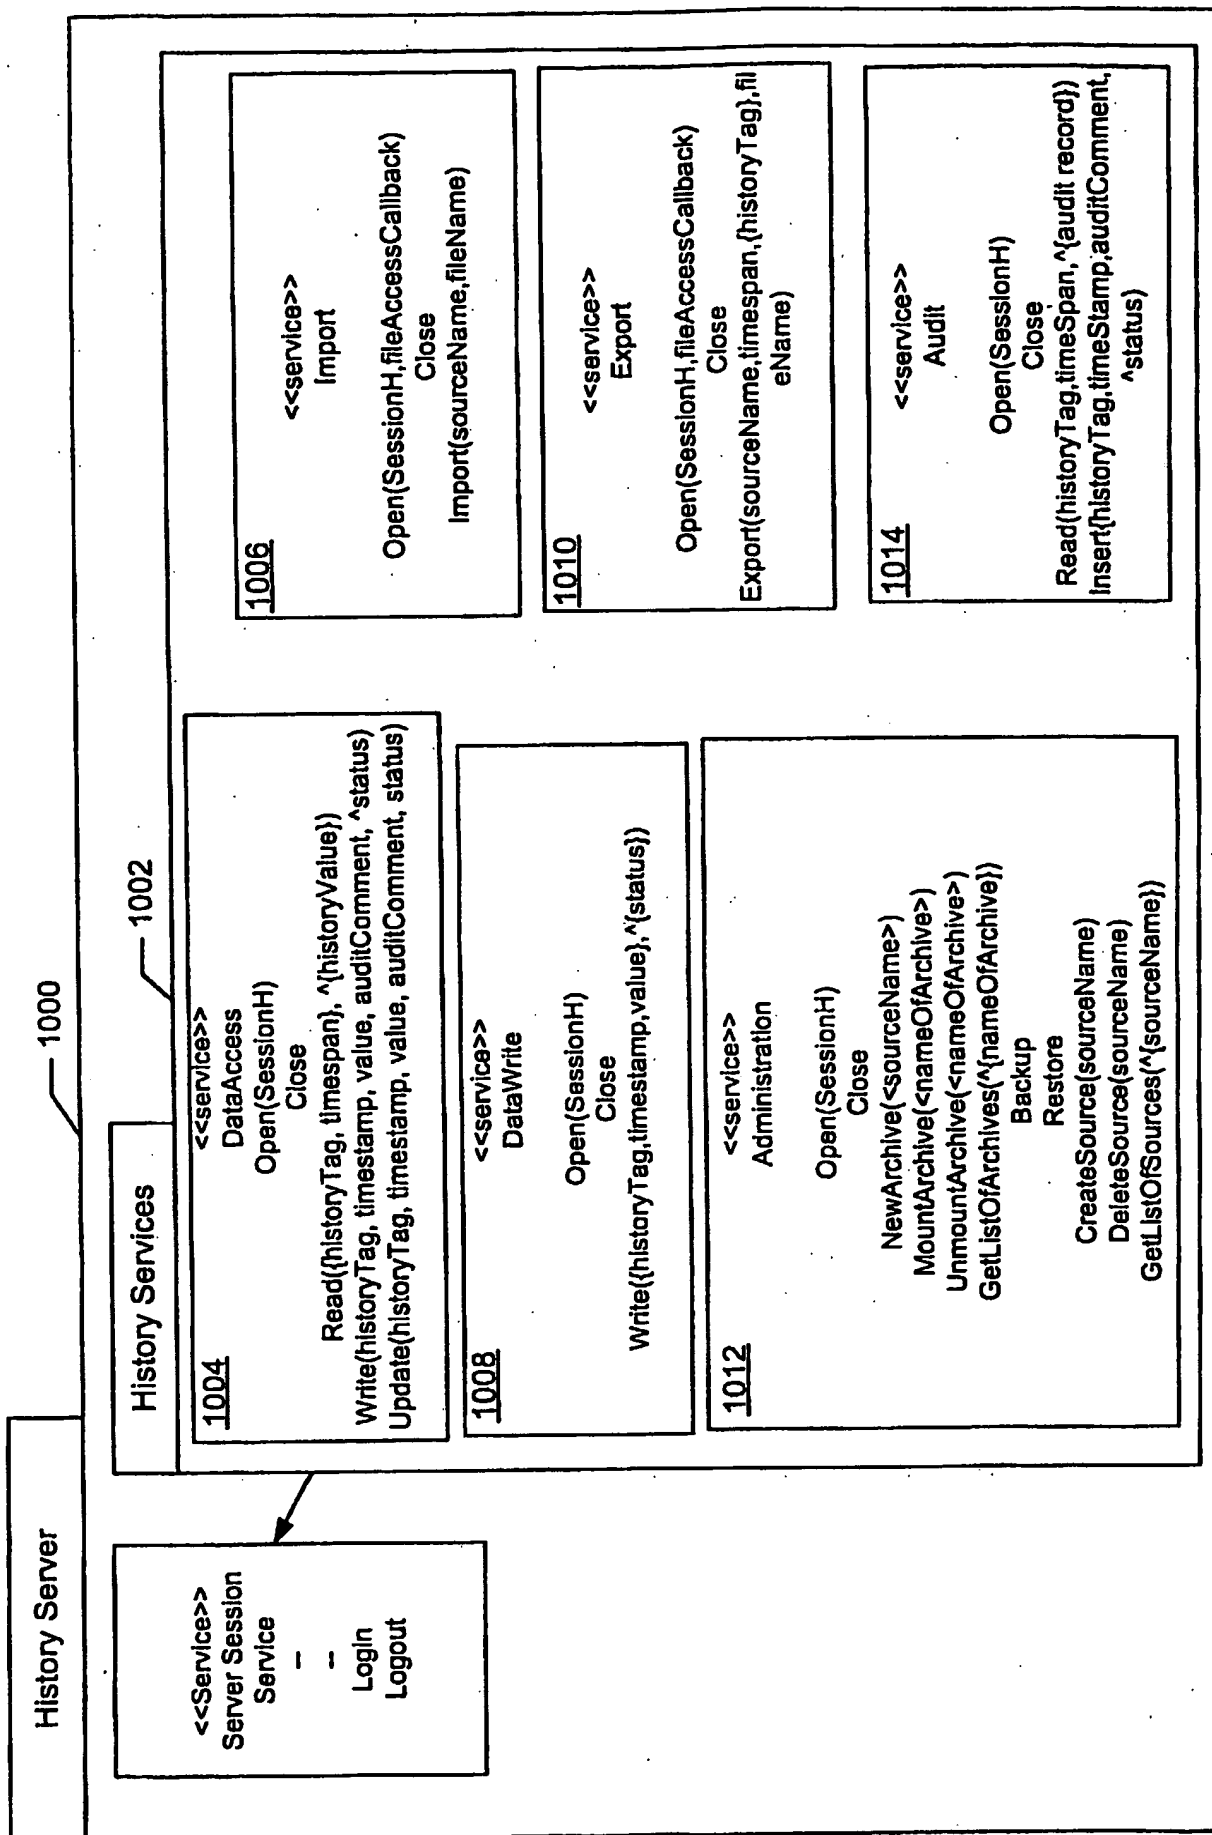 History Server
1000
<<Service>>
Server Session
Service
--
--
Login
Logout
History Services
1002
1004
<<service>>
DataAccess
Open(SessionH)
Close
Read({historyTag, timespan}, ^{historyValue})
Write(historyTag, timestamp, value, auditComment, ^status)
Update(historyTag, timestamp, value, auditComment, status)
1006
<<service>>
Import
Open(SessionH,fileAccessCallback)
Close
Import(sourceName,fileName)
1008
<<service>>
DataWrite
Open(SessionH)
Close
Write({historyTag,timestamp,value},^{status})
1010
<<service>>
Export
Open(SessionH,fileAccessCallback)
Close
Export(sourceName,timespan,{historyTag},fil
eName)
1012
<<service>>
Administration
Open(SessionH)
Close
NewArchive(<sourceName>)
MountArchive(<nameOfArchive>)
UnmountArchive(<nameOfArchive>)
GetListOfArchives(^{nameOfArchive})
Backup
Restore
CreateSource(sourceName)
DeleteSource(sourceName)
GetListOfSources(^{sourceName})
1014
<<service>>
Audit
Open(SessionH)
Close
Read(historyTag,timeSpan,^{audit record})
Insert(historyTag,timeStamp,auditComment,
^status)